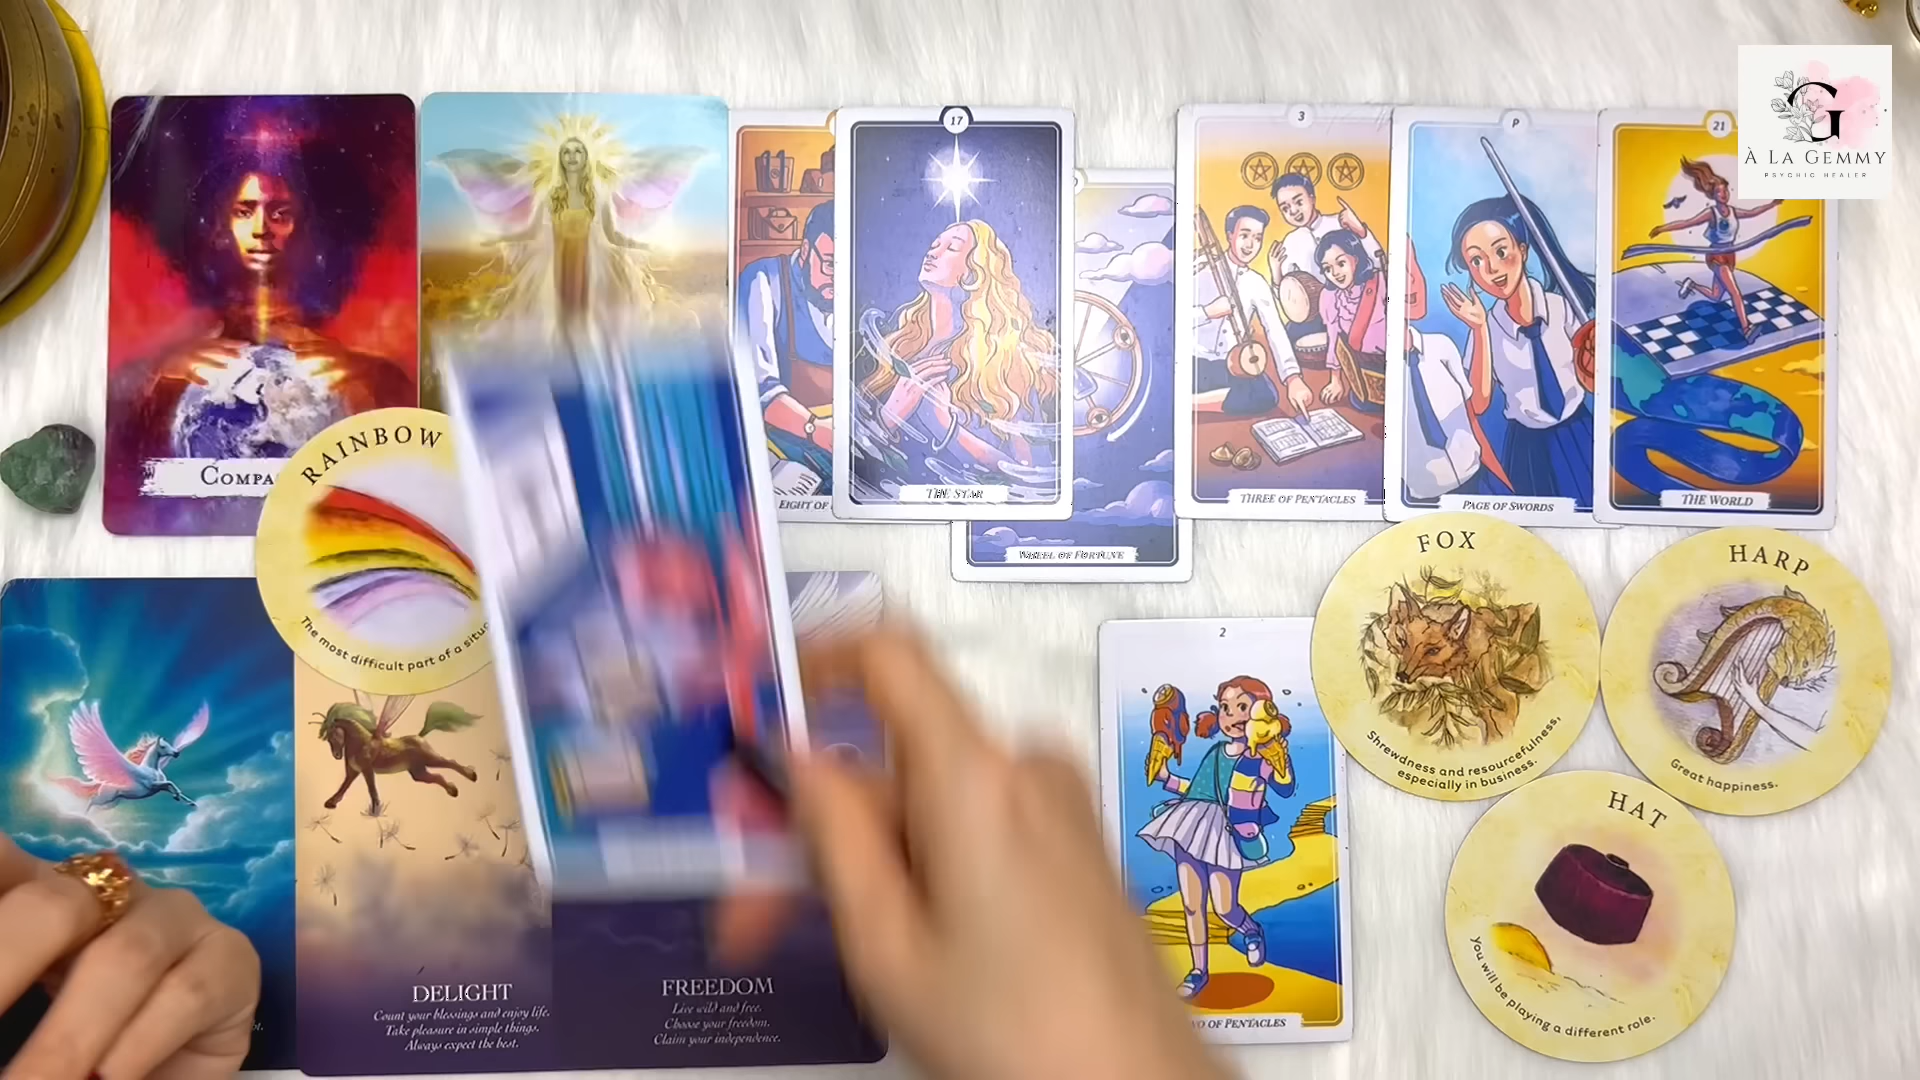 17
3
P
21
G
À LA GEMMY
PSYCHIC HEALER
EIGHT OF
THE STAR
WHEEL OF FORTUNE
THREE OF PENTACLES
PAGE OF SWORDS
THE WORLD
RAINBOW
The most difficult part of a
FOX
Shrewdness and resourcefulness,
especially in business.
HARP
Great happiness.
HAT
You will be playing a different role.
2
OF PENTACLES
DELIGHT
Count your blessings and enjoy life.
Take pleasure in simple things.
Always expect the best.
FREEDOM
Live wild and free.
Choose your freedom.
Claim your independence.